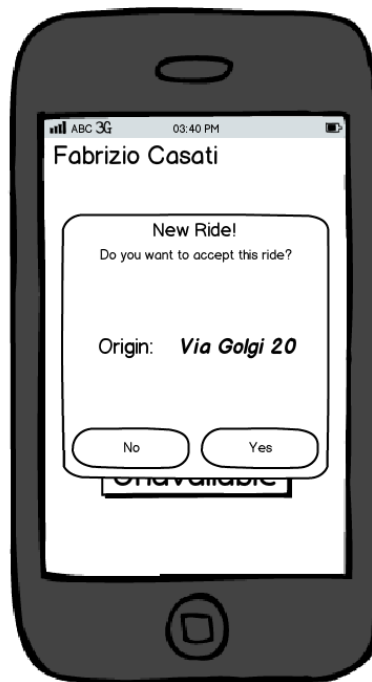 ABC 3G 03:40 PM
Fabrizio Casati
New Ride!
Do you want to accept this ride?
Origin: Via Golgi 20
No Yes
Unavailable